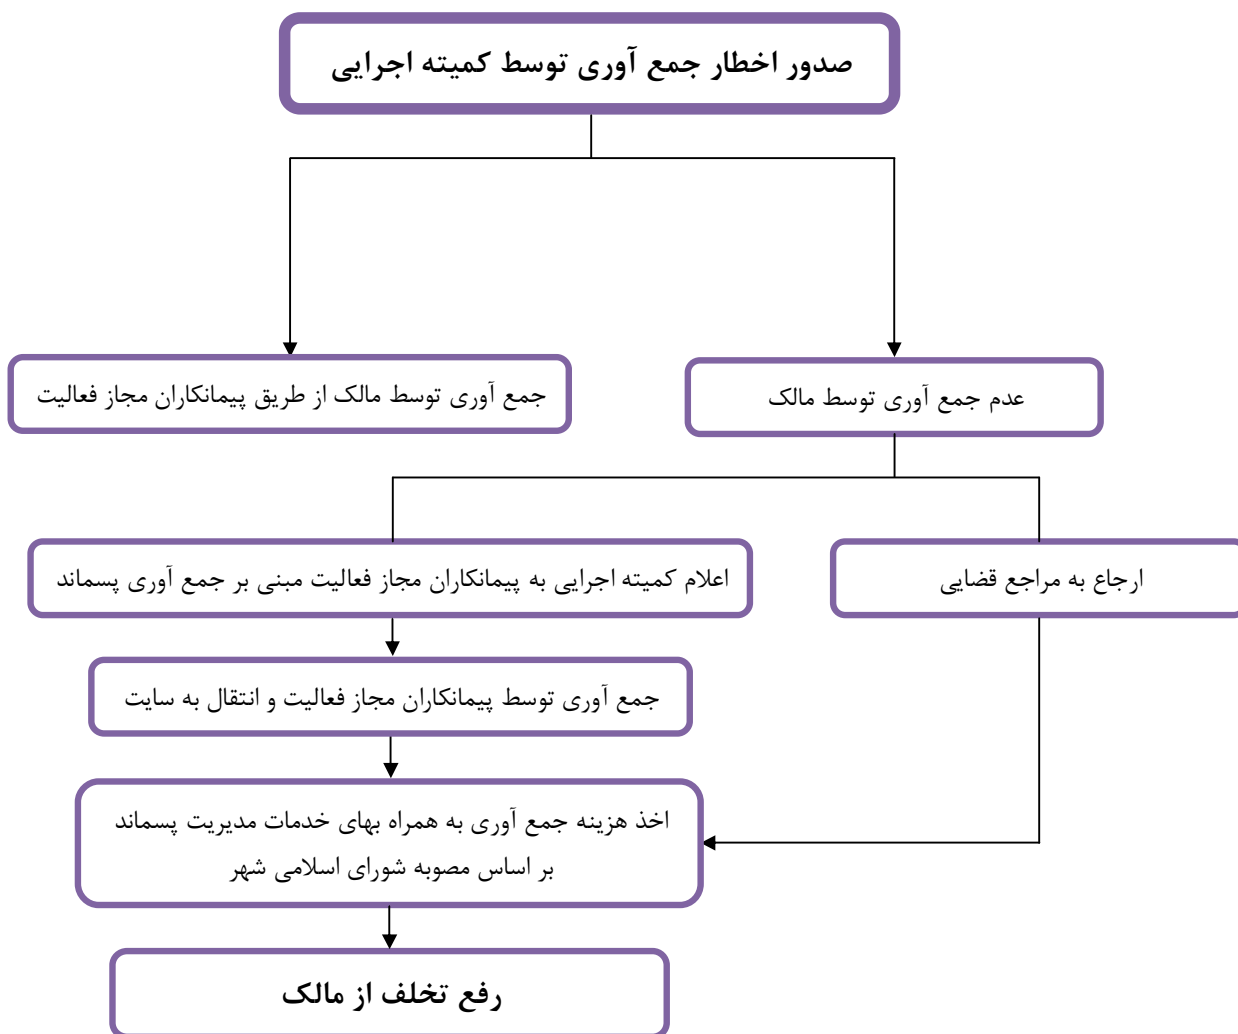 صدور اخطار جمع آوری توسط کمیته اجرایی
عدم جمع آوری توسط مالک
جمع آوری توسط مالک از طریق پیمانکاران مجاز فعالیت
ارجاع به مراجع قضایی
اعلام کمیته اجرایی به پیمانکاران مجاز فعالیت مبنی بر جمع آوری پسماند
جمع آوری توسط پیمانکاران مجاز فعالیت و انتقال به سایت
اخذ هزینه جمع آوری به همراه بهای خدمات مدیریت پسماند
بر اساس مصوبه شورای اسلامی شهر
رفع تخلف از مالک